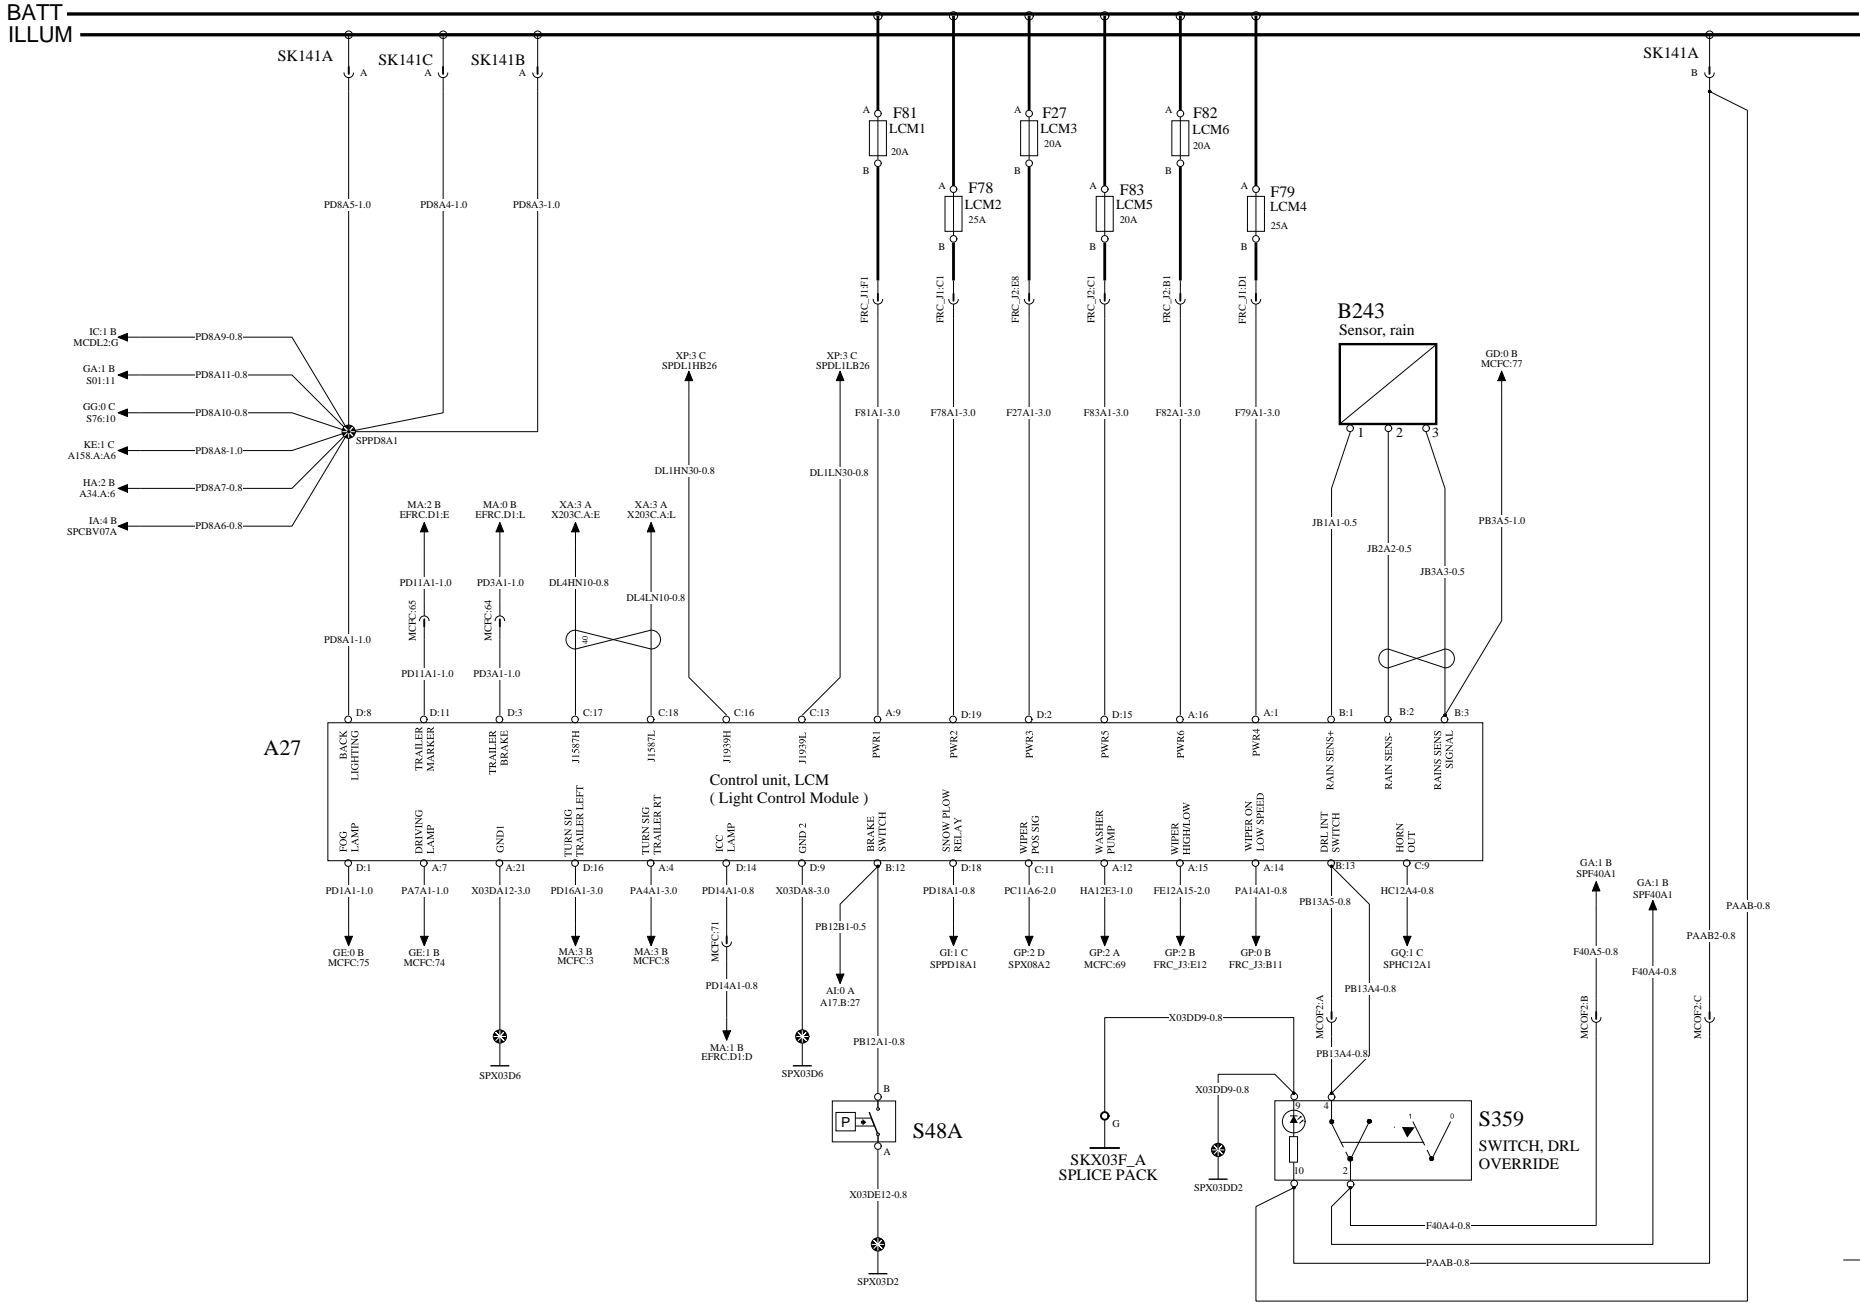 BATT
ILLUM
SK141A
A
SK141C
A
SK141B
A
SK141A
B
A
F81
LCM1
20A
B
A
F27
LCM3
20A
B
A
F82
LCM6
20A
B
A
F78
LCM2
25A
B
A
F83
LCM5
20A
B
A
F79
LCM4
25A
B
PD8A5-1.0
PD8A4-1.0
PD8A3-1.0
FRC_J1:F1
FRC_J1:C1
FRC_J2:E8
FRC_J2:C1
FRC_J2:B1
FRC_J1:D1
B243
Sensor, rain
1
2
3
IC:1 B
MCDL2:G
PD8A9-0.8
GA:1 B
S01:11
PD8A11-0.8
GG:0 C
S76:10
PD8A10-0.8
KE:1 C
A158.A:A6
PD8A8-1.0
HA:2 B
A34.A:6
PD8A7-0.8
IA:4 B
SPCBV07A
PD8A6-0.8
SPPD8A1
XP:3 C
SPDL1HB26
XP:3 C
SPDL1LB26
GD:0 B
MCFC:77
F81A1-3.0
F78A1-3.0
F27A1-3.0
F83A1-3.0
F82A1-3.0
F79A1-3.0
DL1HN30-0.8
DL1LN30-0.8
MA:2 B
EFRC.D1:E
MA:0 B
EFRC.D1:L
XA:3 A
X203C.A:E
XA:3 A
X203C.A:L
JB1A1-0.5
JB2A2-0.5
JB3A3-0.5
PB3A5-1.0
PD11A1-1.0
PD3A1-1.0
DL4HN10-0.8
DL4LN10-0.8
MCFC:65
MCFC:64
40
PD8A1-1.0
PD11A1-1.0
PD3A1-1.0
D:8
D:11
D:3
C:17
C:18
C:16
C:13
A:9
D:19
D:2
D:15
A:16
A:1
B:1
B:2
B:3
A27
BACK
LIGHTING
TRAILER
MARKER
TRAILER
BRAKE
J1587H
J1587L
J1939H
J1939L
PWR1
PWR2
PWR3
PWR5
PWR6
PWR4
RAIN SENS+
RAIN SENS-
RAINS SENS
SIGNAL
Control unit, LCM
( Light Control Module )
FOG
LAMP
DRIVING
LAMP
GND1
TURN SIG
TRAILER LEFT
TURN SIG
TRAILER RT
ICC
LAMP
GND 2
BRAKE
SWITCH
SNOW PLOW
RELAY
WIPER
POS SIG
WASHER
PUMP
WIPER
HIGH/LOW
WIPER ON
LOW SPEED
DRL INT
SWITCH
HORN
OUT
D:1
A:7
A:21
D:16
A:4
D:14
D:9
B:12
D:18
C:11
A:12
A:15
A:14
B:13
C:9
PD1A1-1.0
PA7A1-1.0
X03DA12-3.0
PD16A1-3.0
PA4A1-3.0
PD14A1-0.8
X03DA8-3.0
PD18A1-0.8
PC11A6-2.0
HA12E3-1.0
FE12A15-2.0
PA14A1-0.8
PB13A5-0.8
HC12A4-0.8
GA:1 B
SPF40A1
GA:1 B
SPF40A1
PAAB-0.8
PB12B1-0.5
PAAB2-0.8
GE:0 B
MCFC:75
GE:1 B
MCFC:74
MA:3 B
MCFC:3
MA:3 B
MCFC:8
MCFC:71
GI:1 C
SPPD18A1
GP:2 D
SPX08A2
GP:2 A
MCFC:69
GP:2 B
FRC_J3:E12
GP:0 B
FRC_J3:B11
GQ:1 C
SPHC12A1
F40A5-0.8
F40A4-0.8
PD14A1-0.8
AI:0 A
A17.B:27
PB13A4-0.8
MCOF2:A
MCOF2:B
MCOF2:C
X03DD9-0.8
PB12A1-0.8
MA:1 B
EFRC.D1:D
PB13A4-0.8
SPX03D6
SPX03D6
X03DD9-0.8
B
P
A
S48A
G
SKX03F_A
SPLICE PACK
SPX03DD2
9
4
1
0
10
2
S359
SWITCH, DRL
OVERRIDE
X03DE12-0.8
F40A4-0.8
PAAB-0.8
SPX03D2